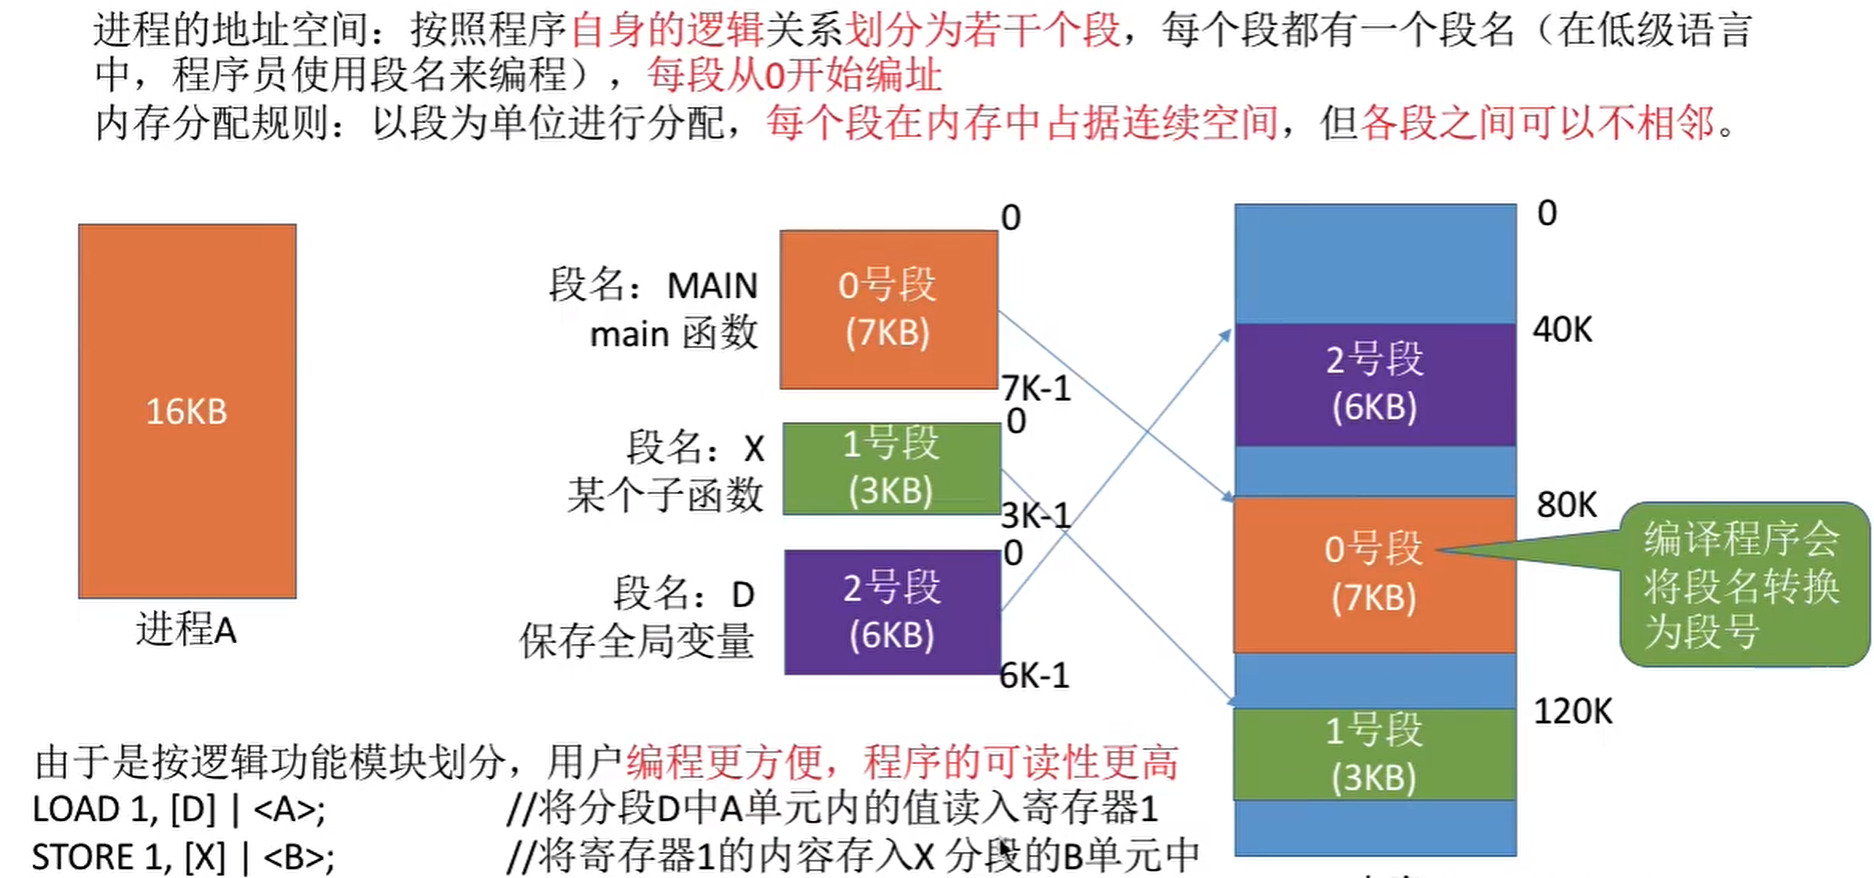 进程的地址空间：按照程序自身的逻辑关系划分为若干个段，每个段都有一个段名（在低级语言
中，程序员使用段名来编程），每段从0开始编址
内存分配规则：以段为单位进行分配，每个段在内存中占据连续空间，但各段之间可以不相邻。
16KB
进程A
段名：MAIN
main 函数
0号段
(7KB)
0
7K-1
段名：X
某个子函数
1号段
(3KB)
0
3K-1
段名：D
保存全局变量
2号段
(6KB)
0
6K-1
0
40K
2号段
(6KB)
80K
0号段
(7KB)
120K
1号段
(3KB)
编译程序会
将段名转换
为段号
由于是按逻辑功能模块划分，用户编程更方便，程序的可读性更高
LOAD 1, [D] | <A>; //将分段D中A单元内的值读入寄存器1
STORE 1, [X] | <B>; //将寄存器1的内容存入X 分段的B单元中